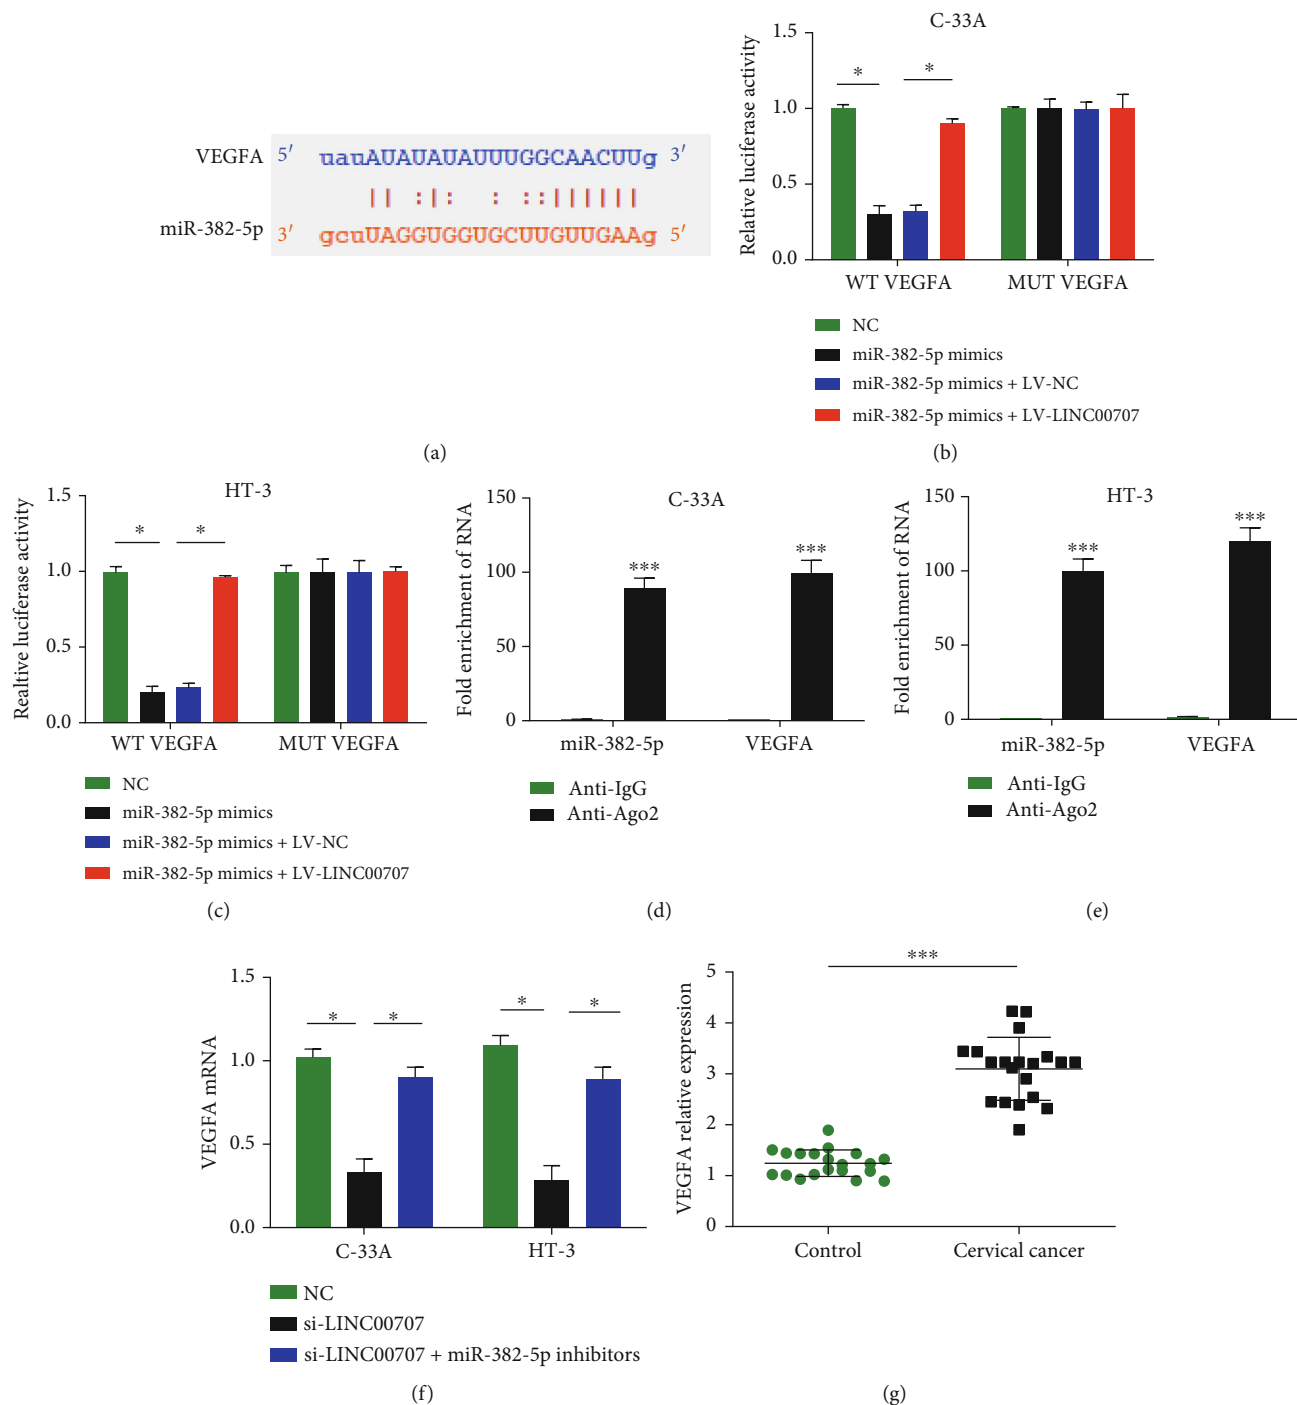 VEGFA 5′ uauAUAUAUUUGGCAACUUg 3′
miR-382-5p 3′ gcuUAGGUGGUGCUUGUUGAAg 5′
(a)
C-33A
Relative luciferase activity
1.5
1.0
0.5
0.0
* *
WT VEGFA MUT VEGFA
NC
miR-382-5p mimics
miR-382-5p mimics + LV-NC
miR-382-5p mimics + LV-LINC00707
(b)
HT-3
Realtive luciferase activity
1.5
1.0
0.5
0.0
* *
WT VEGFA MUT VEGFA
NC
miR-382-5p mimics
miR-382-5p mimics + LV-NC
miR-382-5p mimics + LV-LINC00707
(c)
C-33A
Fold enrichment of RNA
150
100
50
0
*** ***
miR-382-5p VEGFA
Anti-IgG
Anti-Ago2
(d)
HT-3
Fold enrichment of RNA
150
100
50
0
*** ***
miR-382-5p VEGFA
Anti-IgG
Anti-Ago2
(e)
VEGFA mRNA
1.5
1.0
0.5
0.0
* * * *
C-33A HT-3
NC
si-LINC00707
si-LINC00707 + miR-382-5p inhibitors
(f)
VEGFA relative expression
5
4
3
2
1
0
***
Control Cervical cancer
(g)